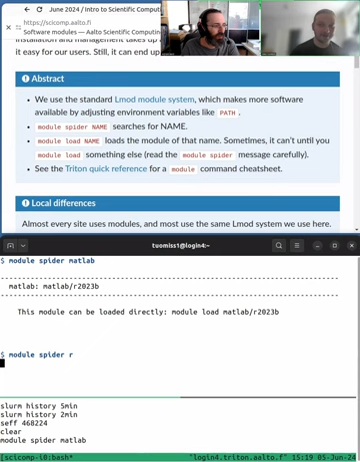 June 2024 / Intro to Scientific Computin
https://scicomp.aalto.fi
Software modules — Aalto Scientific Compu
installation and management takes up
it easy for our users. Still, it can end up
Abstract
We use the standard Lmod module system, which makes more software
available by adjusting environment variables like PATH .
module spider NAME searches for NAME.
module load NAME loads the module of that name. Sometimes, it can't until you
module load something else (read the module spider message carefully).
See the Triton quick reference for a module command cheatsheet.
Local differences
Almost every site uses modules, and most use the same Lmod system we use here.
tuomiss1@login4:~
$ module spider matlab
--------------------------------------------------------------------------------
matlab: matlab/r2023b
--------------------------------------------------------------------------------
This module can be loaded directly: module load matlab/r2023b
$ module spider r
slurm history 5min
slurm history 2min
seff 468224
clear
module spider matlab
scicomp-i0:bash* "login4.triton.aalto.f" 15:19 05-Jun-24